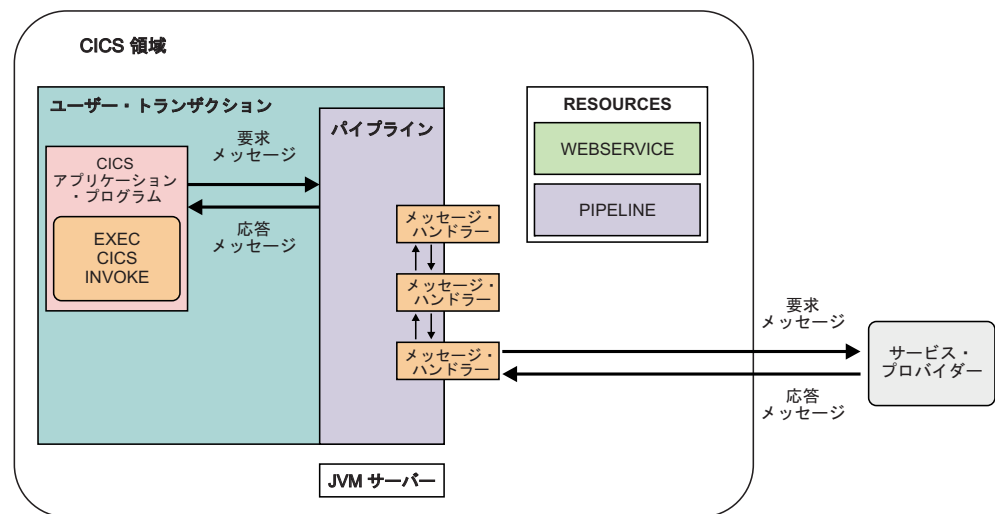 CICS 領域
ユーザー・トランザクション
パイプライン
要求
メッセージ
CICS
アプリケーション
・プログラム
EXEC
CICS
INVOKE
応答
メッセージ
メッセージ・
ハンドラー
メッセージ・
ハンドラー
メッセージ・
ハンドラー
RESOURCES
WEBSERVICE
PIPELINE
要求
メッセージ
応答
メッセージ
サービス・
プロバイダー
JVM サーバー